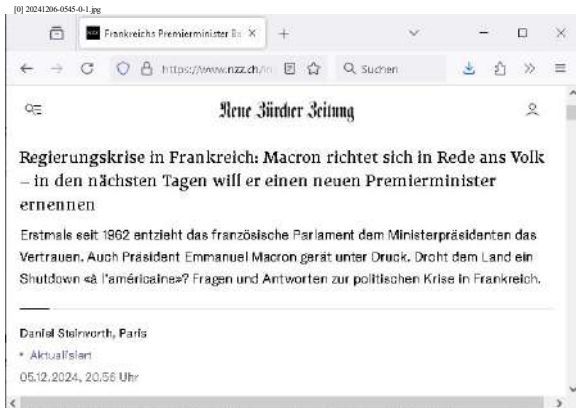 [0] 20241206-0545-0-1.jpg
Frankreichs Premierminister Ba
https://www.nzz.ch/in
Suchen
Neue Zürcher Zeitung
Regierungskrise in Frankreich: Macron richtet sich in Rede ans Volk
– in den nächsten Tagen will er einen neuen Premierminister
ernennen
Erstmals seit 1962 entzieht das französische Parlament dem Ministerpräsidenten das
Vertrauen. Auch Präsident Emmanuel Macron gerät unter Druck. Droht dem Land ein
Shutdown «à l'américaine»? Fragen und Antworten zur politischen Krise in Frankreich.
Daniel Steinvorth, Paris
• Aktualisiert
05.12.2024, 20.56 Uhr